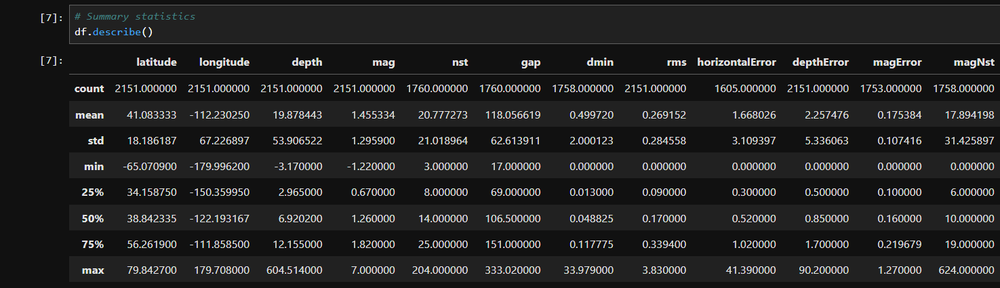 [7]: # Summary statistics
df.describe()
[7]: latitude longitude depth mag nst gap dmin rms horizontalError depthError magError magNst
count 2151.000000 2151.000000 2151.000000 2151.000000 1760.000000 1760.000000 1758.000000 2151.000000 1605.000000 2151.000000 1753.000000 1758.000000
mean 41.083333 -112.230250 19.878443 1.455334 20.777273 118.056619 0.499720 0.269152 1.668026 2.257476 0.175384 17.894198
std 18.186187 67.226897 53.906522 1.295900 21.018964 62.613911 2.000123 0.284558 3.109397 5.336063 0.107416 31.425897
min -65.070900 -179.996200 -3.170000 -1.220000 3.000000 17.000000 0.000000 0.000000 0.000000 0.000000 0.000000 0.000000
25% 34.158750 -150.359950 2.965000 0.670000 8.000000 69.000000 0.013000 0.090000 0.300000 0.500000 0.100000 6.000000
50% 38.842335 -122.193167 6.920200 1.260000 14.000000 106.500000 0.048825 0.170000 0.520000 0.850000 0.160000 10.000000
75% 56.261900 -111.858500 12.155000 1.820000 25.000000 151.000000 0.117775 0.339400 1.020000 1.700000 0.219679 19.000000
max 79.842700 179.708000 604.514000 7.000000 204.000000 333.020000 33.979000 3.830000 41.390000 90.200000 1.270000 624.000000